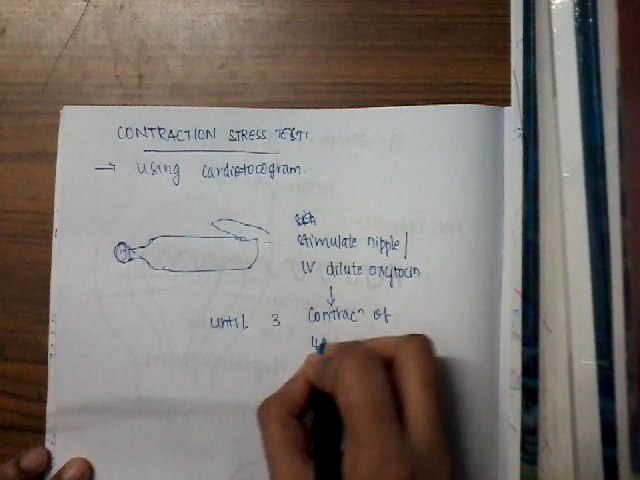 CONTRACTION STRESS TEST:
→ Using cardiotocogram.
stimulate nipple/
IV dilute oxytocin
↓
until 3 Contracⁿ of